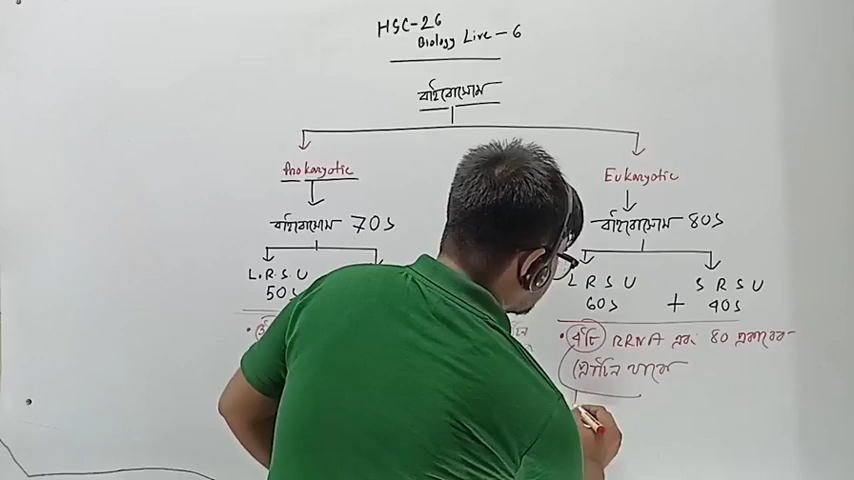 HSC-26
Biology Live - 6
রাইবোসোম
Prokaryotic
Eukaryotic
রাইবোসোম 70S
রাইবোসোম 80S
L.R.S.U
50S
L R S U
60S
+
S R S U
40S
• ৪টি RRNA এবং 80 প্রকারের
প্রোটিন থাকে